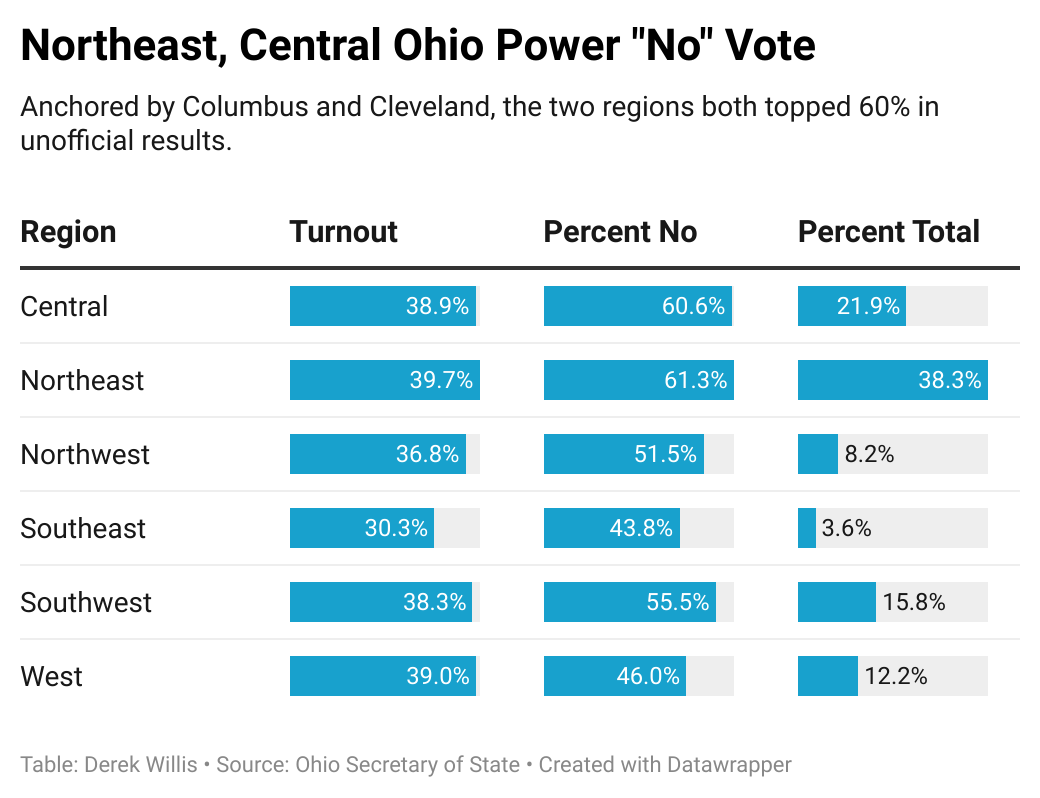 Northeast, Central Ohio Power "No" Vote
Anchored by Columbus and Cleveland, the two regions both topped 60% in
unofficial results.
Region Turnout Percent No Percent Total
Central 38.9% 60.6% 21.9%
Northeast 39.7% 61.3% 38.3%
Northwest 36.8% 51.5% 8.2%
Southeast 30.3% 43.8% 3.6%
Southwest 38.3% 55.5% 15.8%
West 39.0% 46.0% 12.2%
Table: Derek Willis • Source: Ohio Secretary of State • Created with Datawrapper